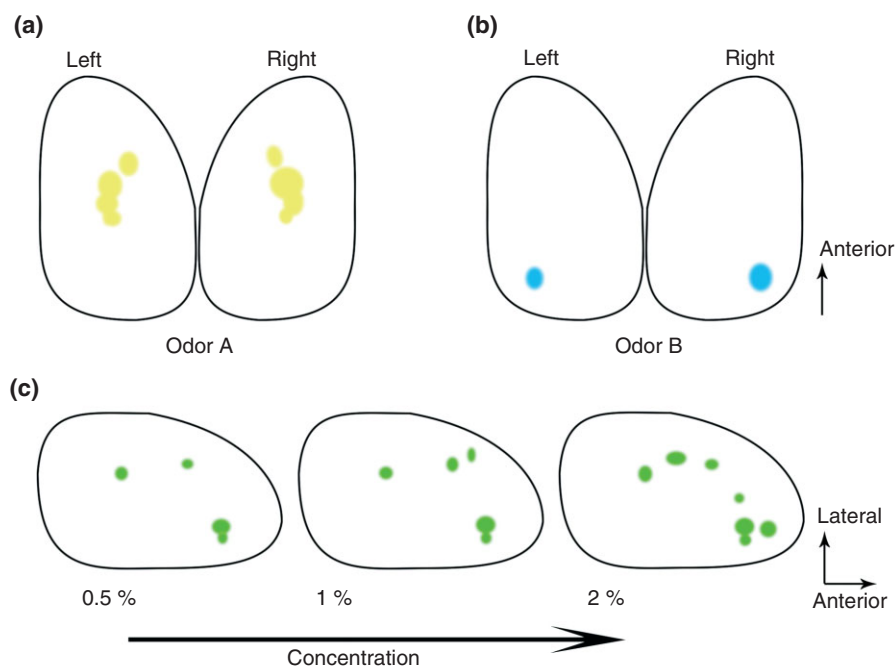 (a)
Left
Right
Odor A
(b)
Left
Right
Anterior
Odor B
(c)
Lateral
Anterior
0.5 %
1 %
2 %
Concentration